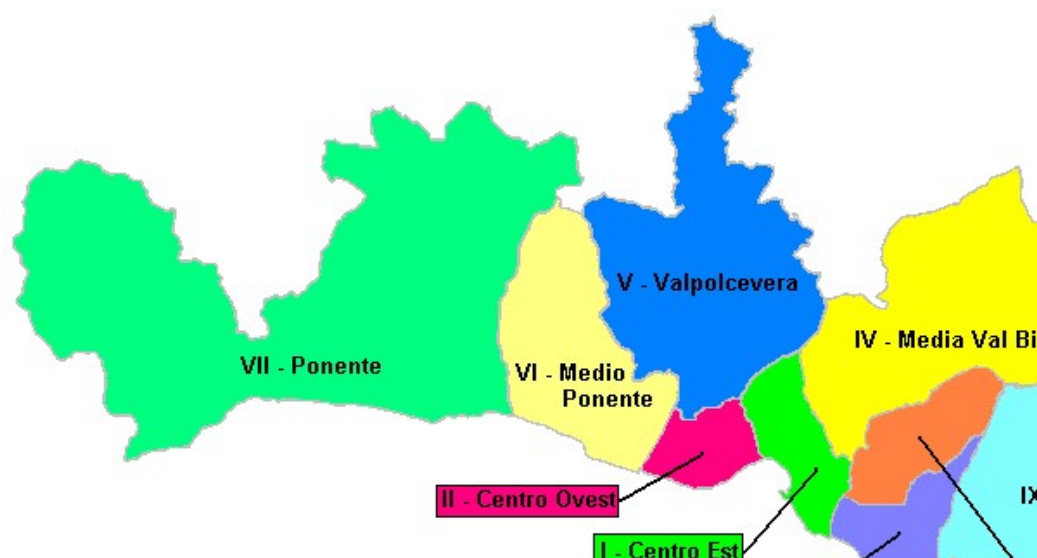 V - Valpolcevera
IV - Media Val Bi
VII - Ponente
VI - Medio
Ponente
II - Centro Ovest
IX
I - Centro Est